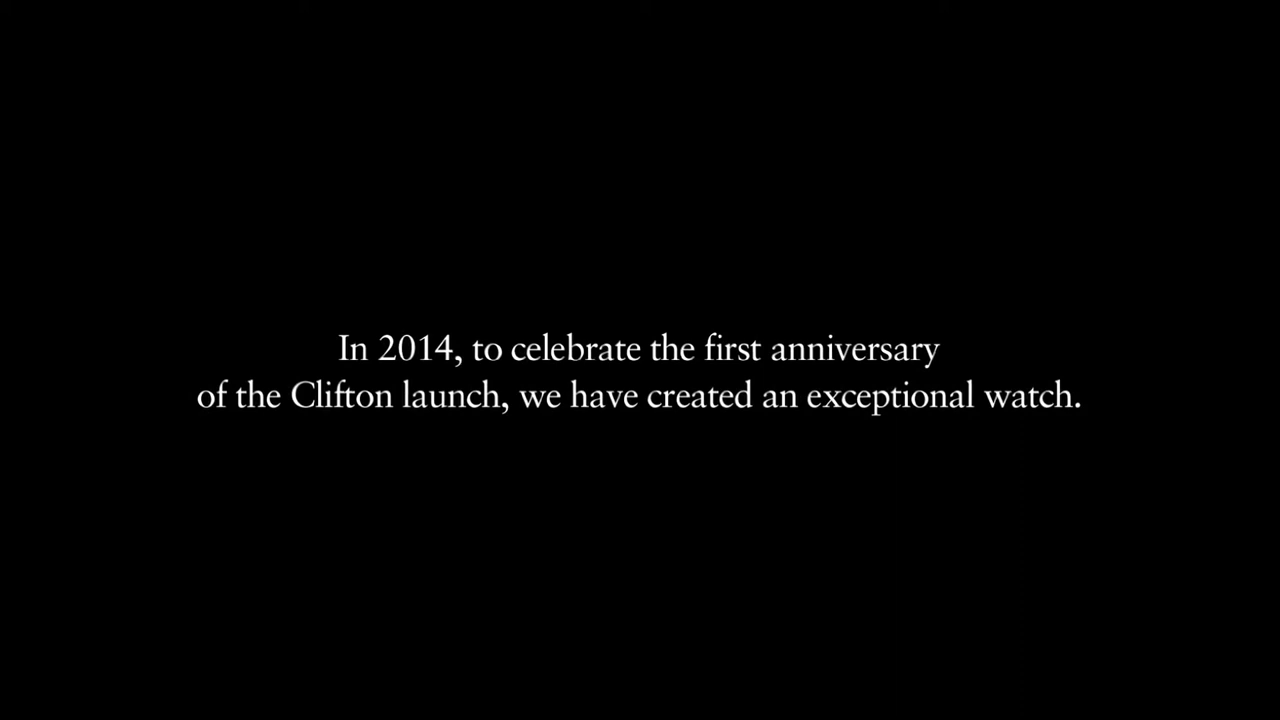 In 2014, to celebrate the first anniversary
of the Clifton launch, we have created an exceptional watch.